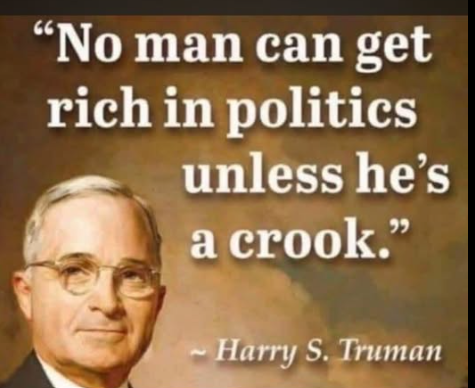 “No man can get
rich in politics
unless he’s
a crook.”
~ Harry S. Truman